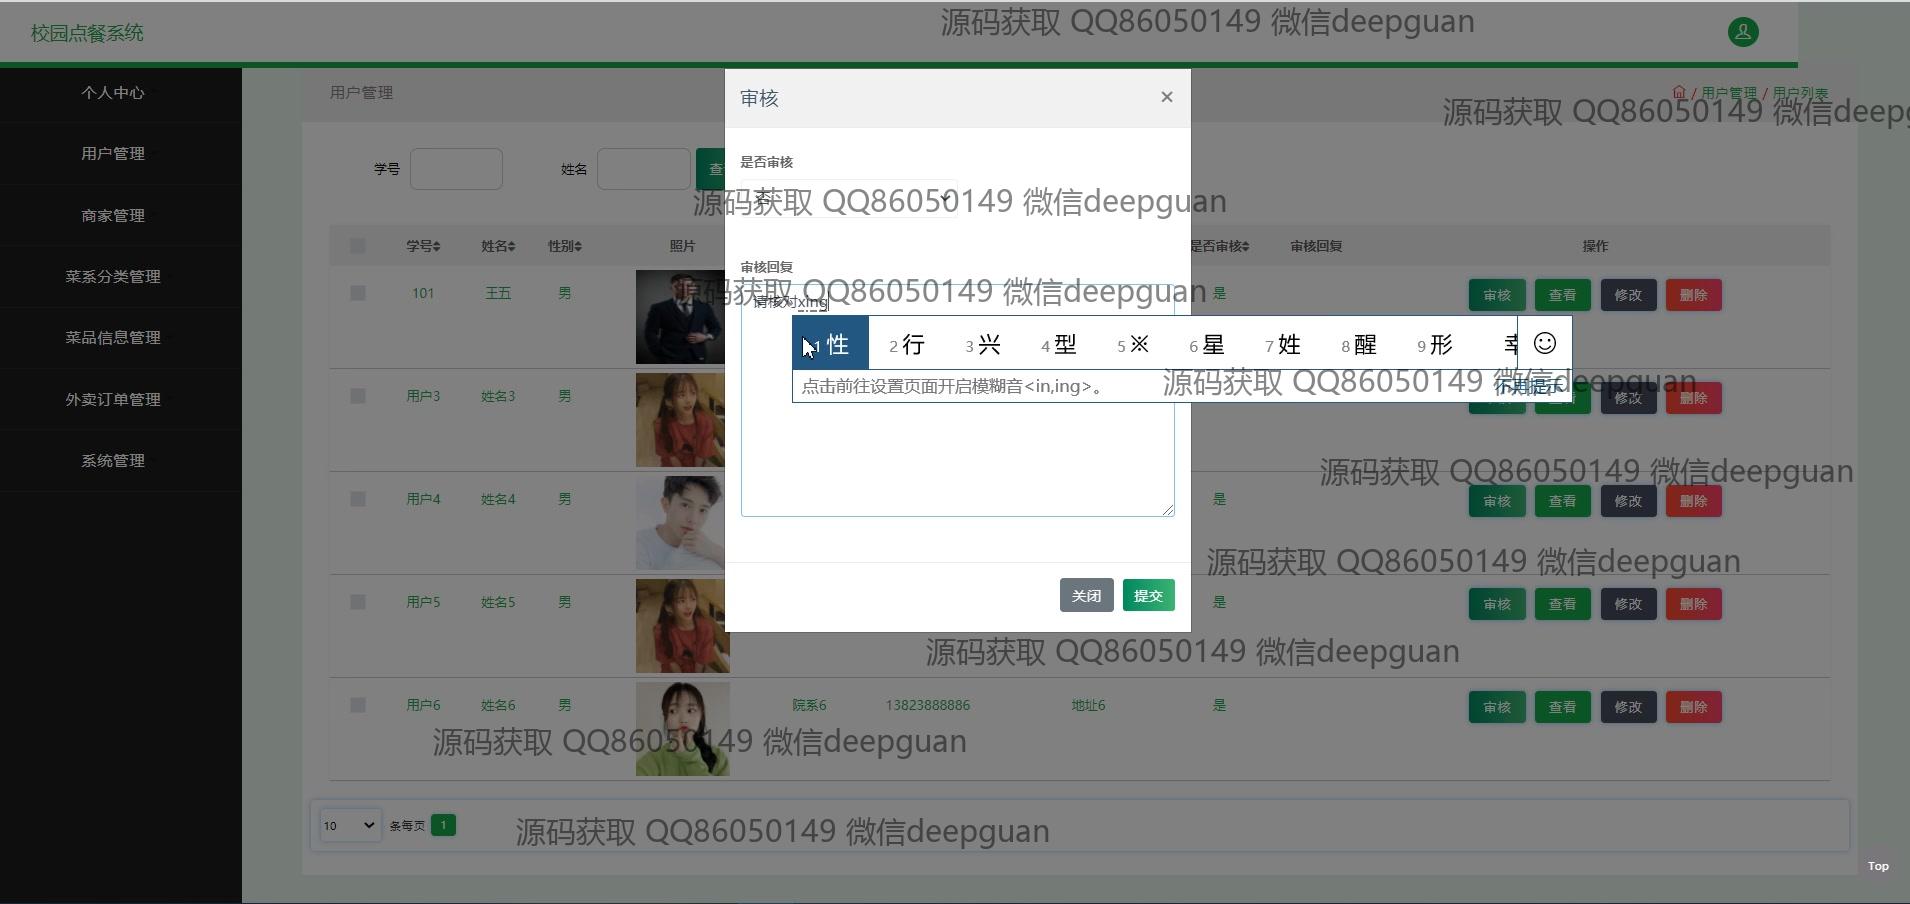 源码获取 QQ86050149 微信deepguan
校园点餐系统
个人中心
用户管理
商家管理
菜系分类管理
菜品信息管理
外卖订单管理
系统管理
用户管理
/ 用户管理 / 用户列表
源码获取 QQ86050149 微信deepg
审核
×
学号
姓名
查
是否审核
否
源码获取 QQ86050149 微信deepguan
学号 姓名 性别 照片 是否审核 审核回复 操作
审核回复
源码获取 QQ86050149 微信deepguan
请核对xing
101 王五 男 是 审核 查看 修改 删除
1 性 2 行 3 兴 4 型 5 ※ 6 星 7 姓 8 醒 9 形
点击前往设置页面开启模糊音<in,ing>。 不再提示
源码获取 QQ86050149 微信deepguan
用户3 姓名3 男 修改 删除
源码获取 QQ86050149 微信deepguan
用户4 姓名4 男 是 审核 查看 修改 删除
源码获取 QQ86050149 微信deepguan
关闭 提交
用户5 姓名5 男 是 审核 查看 修改 删除
源码获取 QQ86050149 微信deepguan
用户6 姓名6 男 院系6 13823888886 地址6 是 审核 查看 修改 删除
源码获取 QQ86050149 微信deepguan
10 条每页 1
源码获取 QQ86050149 微信deepguan
Top